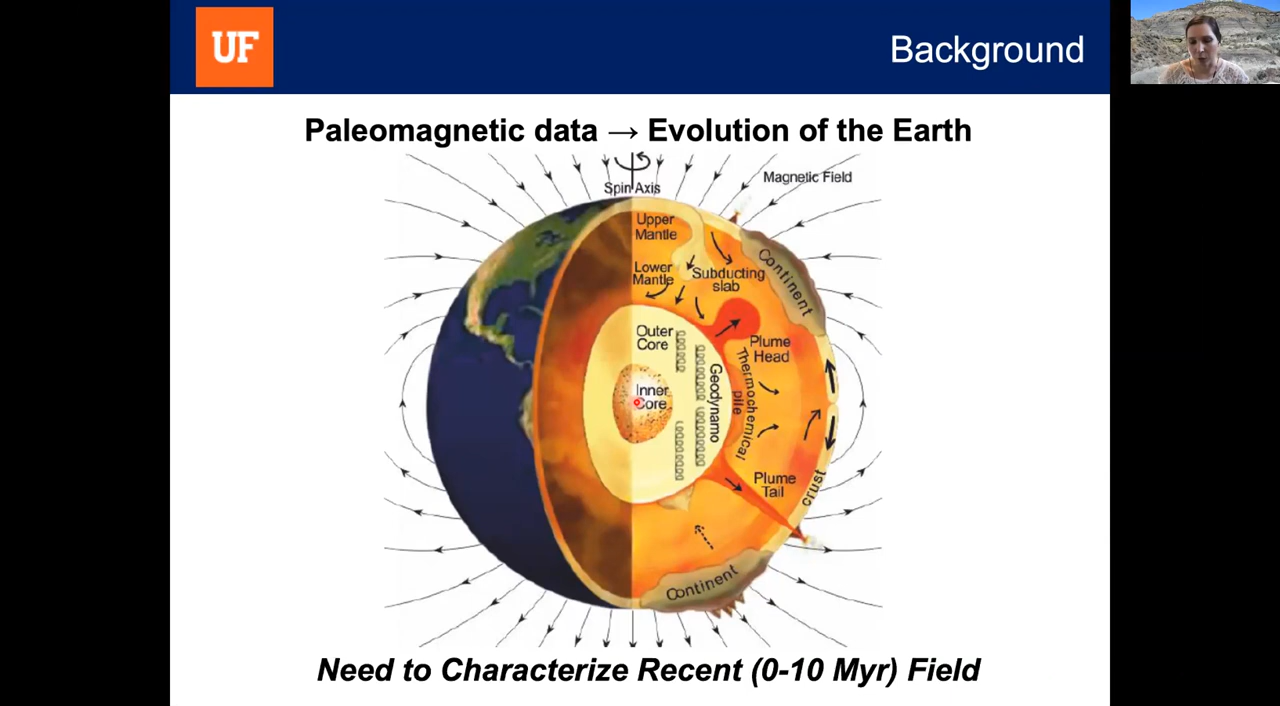 UF
Background
Paleomagnetic data → Evolution of the Earth
Spin Axis
Magnetic Field
Upper
Mantle
Lower
Mantle
Subducting
slab
Continent
Outer
Core
Plume
Head
Inner
Core
Geodynamo
Thermochemical
pile
Plume
Tail
crust
Continent
Need to Characterize Recent (0-10 Myr) Field